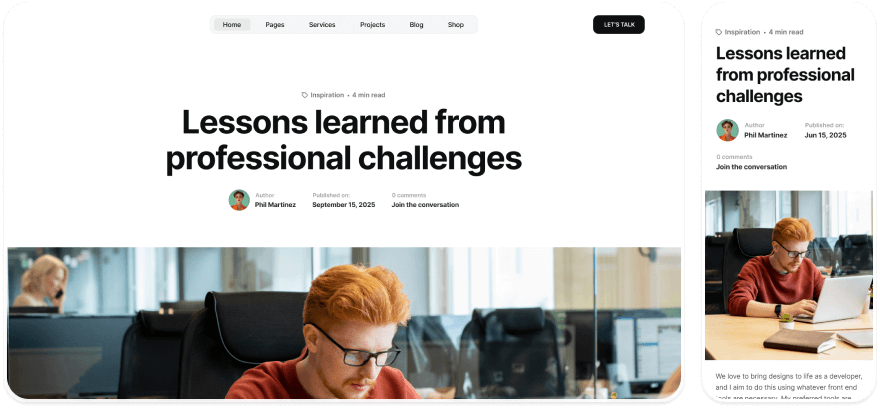 Home Pages Services Projects Blog Shop LET'S TALK
Inspiration • 4 min read
Lessons learned from
professional challenges
Author Published on: 0 comments
Phil Martinez September 15, 2025 Join the conversation
Inspiration • 4 min read
Lessons learned
from professional
challenges
Author Published on:
Phil Martinez Jun 15, 2025
0 comments
Join the conversation
We love to bring designs to life as a developer,
and I aim to do this using whatever front end
tools are necessary. My preferred tools are